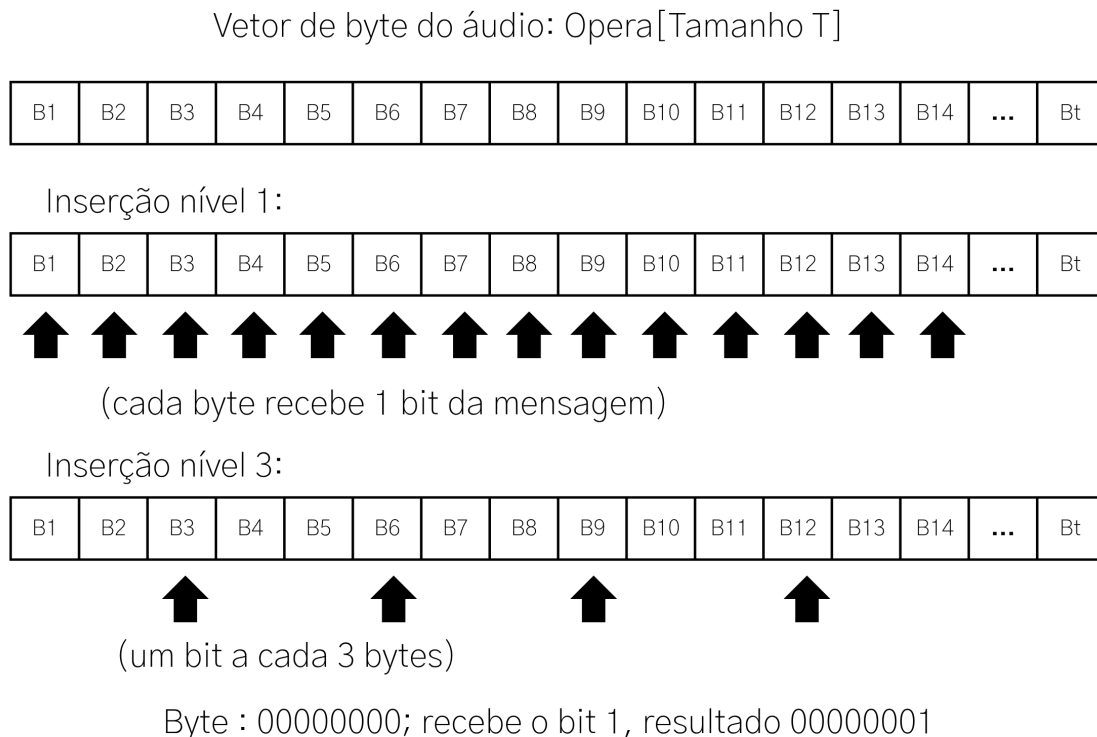 Vetor de byte do áudio: Opera[Tamanho T]
B1 B2 B3 B4 B5 B6 B7 B8 B9 B10 B11 B12 B13 B14 ... Bt
Inserção nível 1:
B1 B2 B3 B4 B5 B6 B7 B8 B9 B10 B11 B12 B13 B14 ... Bt
(cada byte recebe 1 bit da mensagem)
Inserção nível 3:
B1 B2 B3 B4 B5 B6 B7 B8 B9 B10 B11 B12 B13 B14 ... Bt
(um bit a cada 3 bytes)
Byte : 00000000; recebe o bit 1, resultado 00000001